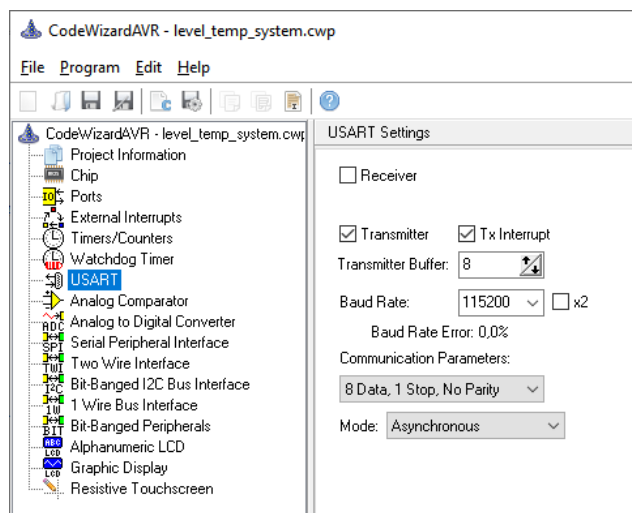 CodeWizardAVR - level_temp_system.cwp
File Program Edit Help
CodeWizardAVR - level_temp_system.cwp
Project Information
Chip
Ports
External Interrupts
Timers/Counters
Watchdog Timer
USART
Analog Comparator
Analog to Digital Converter
Serial Peripheral Interface
Two Wire Interface
Bit-Banged I2C Bus Interface
1 Wire Bus Interface
Bit-Banged Peripherals
Alphanumeric LCD
Graphic Display
Resistive Touchscreen
USART Settings
Receiver
Transmitter Tx Interrupt
Transmitter Buffer: 8
Baud Rate: 115200 x2
Baud Rate Error: 0,0%
Communication Parameters:
8 Data, 1 Stop, No Parity
Mode: Asynchronous